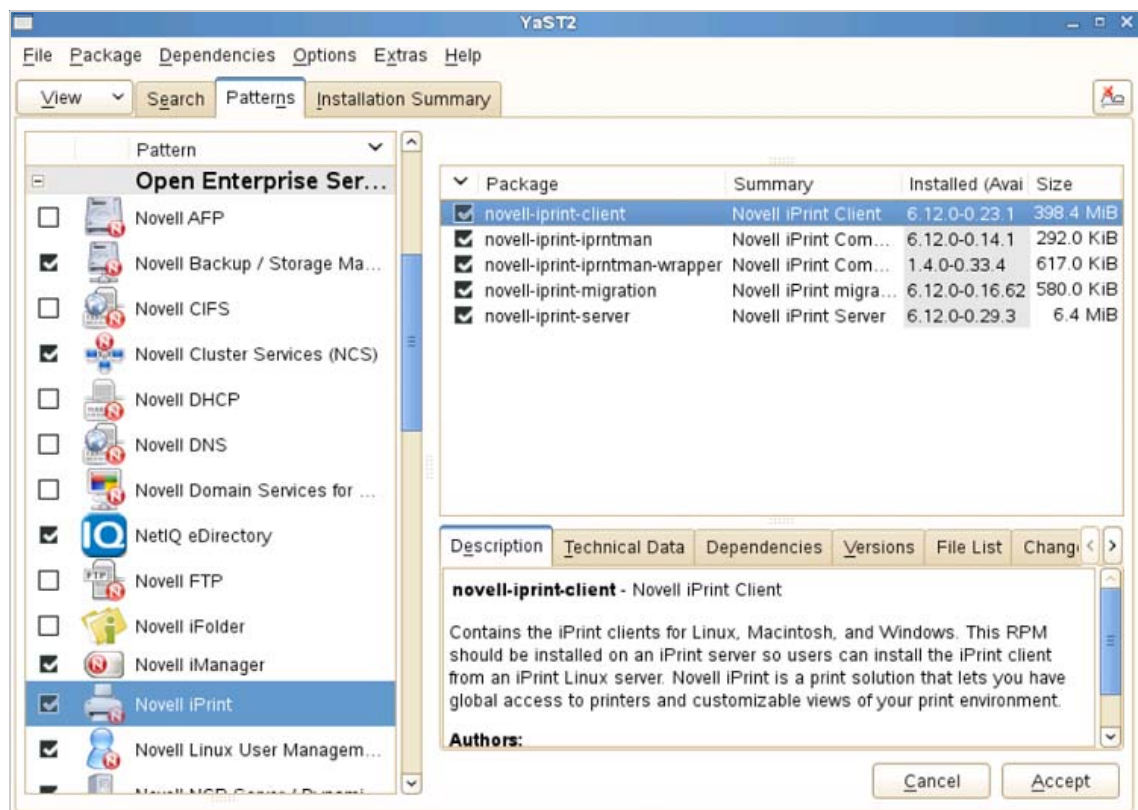 YaST2
File Package Dependencies Options Extras Help
View Search Patterns Installation Summary
Pattern
Open Enterprise Ser...
Novell AFP
Novell Backup / Storage Ma...
Novell CIFS
Novell Cluster Services (NCS)
Novell DHCP
Novell DNS
Novell Domain Services for ...
NetIQ eDirectory
Novell FTP
Novell iFolder
Novell iManager
Novell iPrint
Novell Linux User Managem...
Package Summary Installed (Avai Size
novell-iprint-client Novell iPrint Client 6.12.0-0.23.1 398.4 MiB
novell-iprint-iprntman Novell iPrint Com... 6.12.0-0.14.1 292.0 KiB
novell-iprint-iprntman-wrapper Novell iPrint Com... 1.4.0-0.33.4 617.0 KiB
novell-iprint-migration Novell iPrint migra... 6.12.0-0.16.62 580.0 KiB
novell-iprint-server Novell iPrint Server 6.12.0-0.29.3 6.4 MiB
Description Technical Data Dependencies Versions File List Chang
novell-iprint-client - Novell iPrint Client
Contains the iPrint clients for Linux, Macintosh, and Windows. This RPM
should be installed on an iPrint server so users can install the iPrint client
from an iPrint Linux server. Novell iPrint is a print solution that lets you have
global access to printers and customizable views of your print environment.
Authors:
Cancel Accept